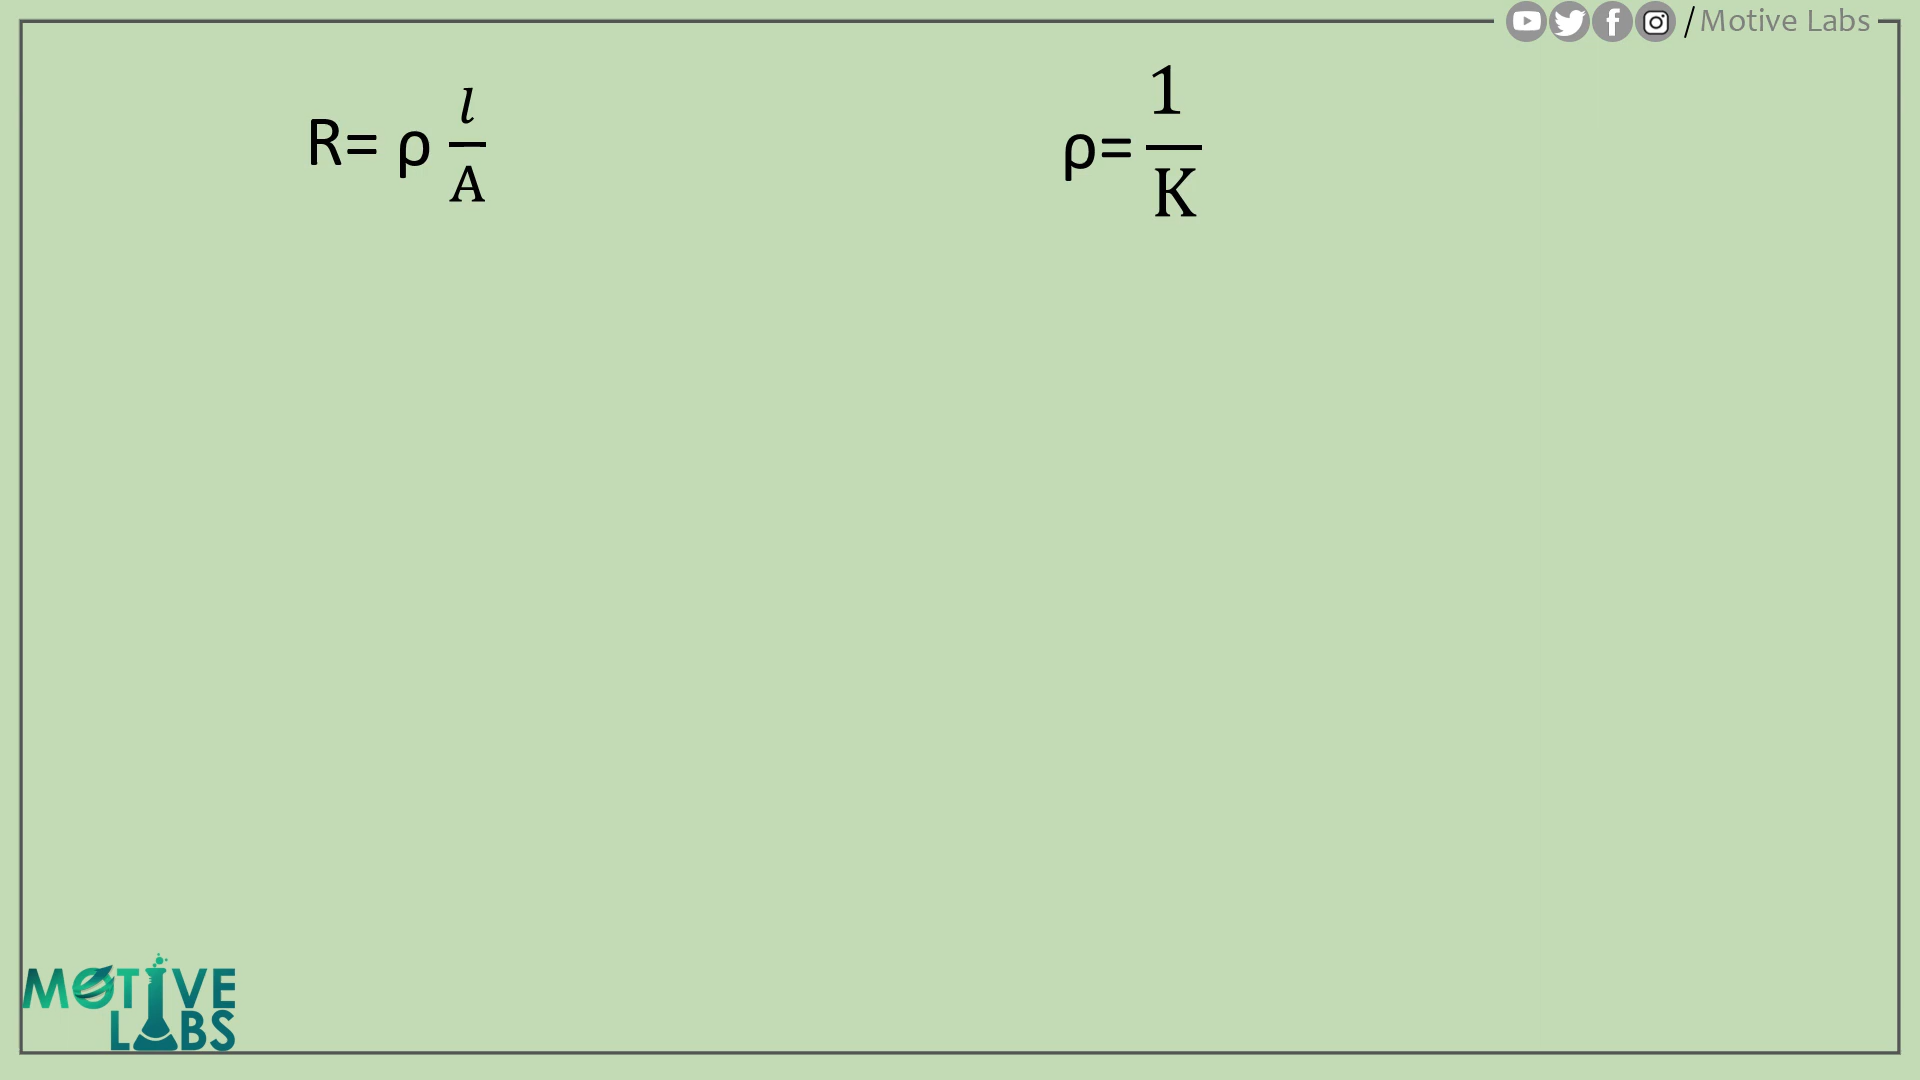 /Motive Labs
R= ρ l/A
ρ= 1/K
MOTIVE
LABS